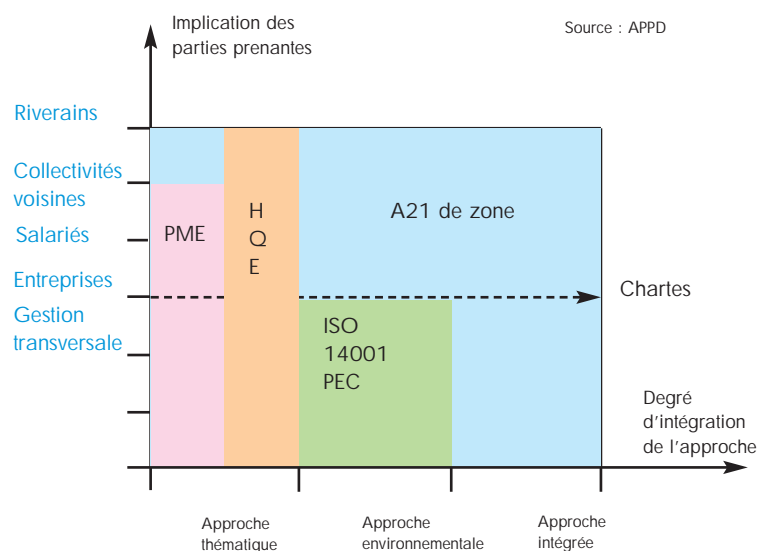 Implication des
parties prenantes
Source : APPD
Riverains
Collectivités
voisines
Salariés
Entreprises
Gestion
transversale
PME
H
Q
E
A21 de zone
ISO
14001
PEC
Chartes
Degré
d'intégration
de l'approche
Approche
thématique
Approche
environnementale
Approche
intégrée